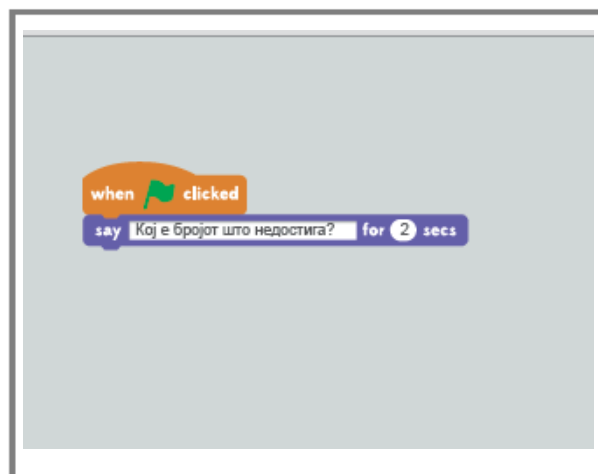 when clicked
say Кој е бројот што недостига? for 2 secs